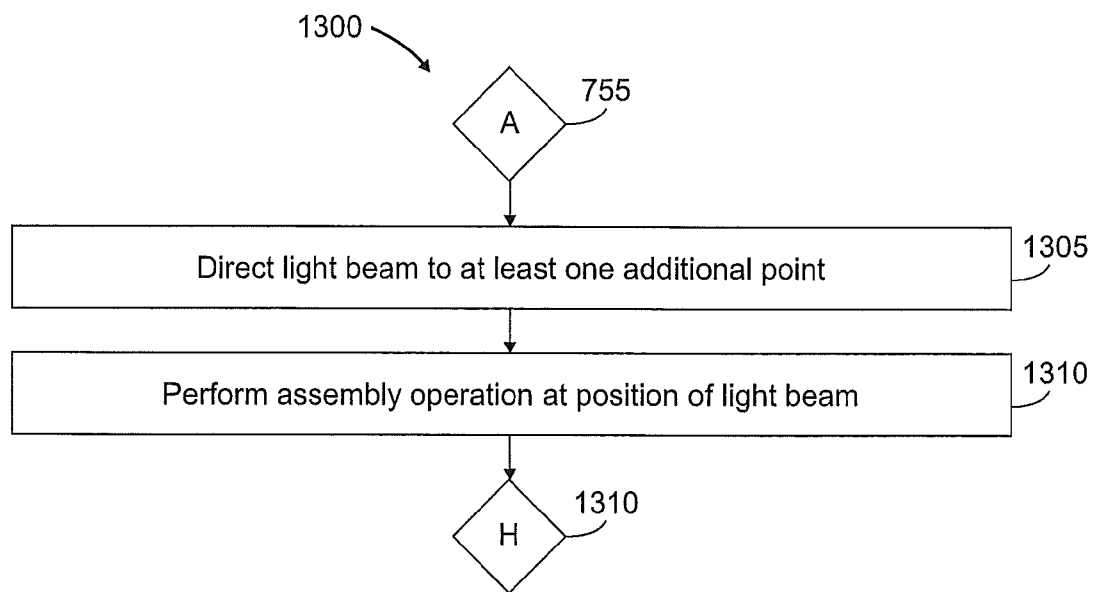 1300
A
755
Direct light beam to at least one additional point
1305
Perform assembly operation at position of light beam
1310
H
1310